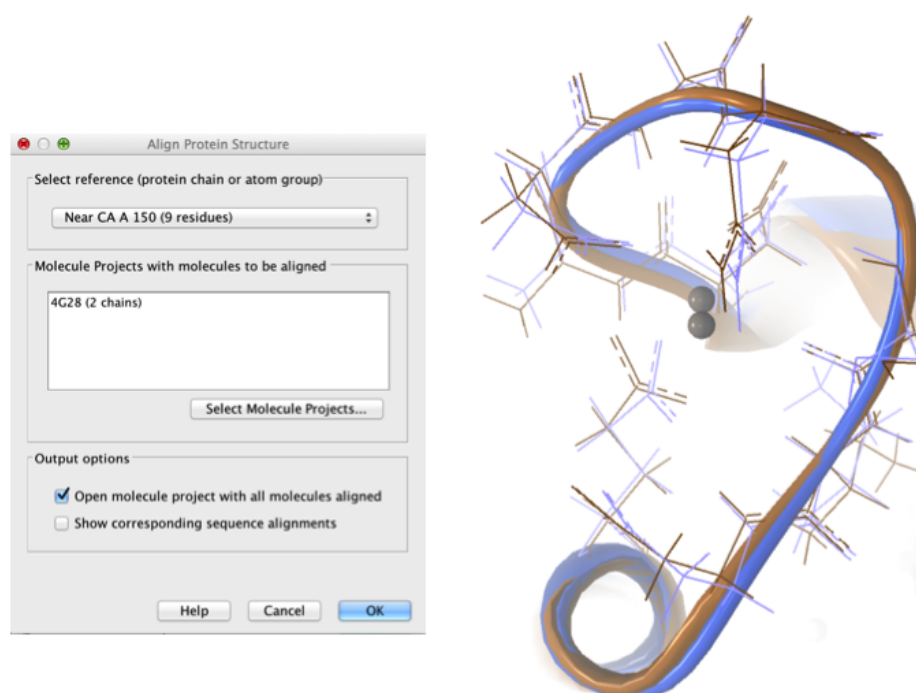 Align Protein Structure
Select reference (protein chain or atom group)
Near CA A 150 (9 residues)
Molecule Projects with molecules to be aligned
4G28 (2 chains)
Select Molecule Projects...
Output options
Open molecule project with all molecules aligned
Show corresponding sequence alignments
Help
Cancel
OK